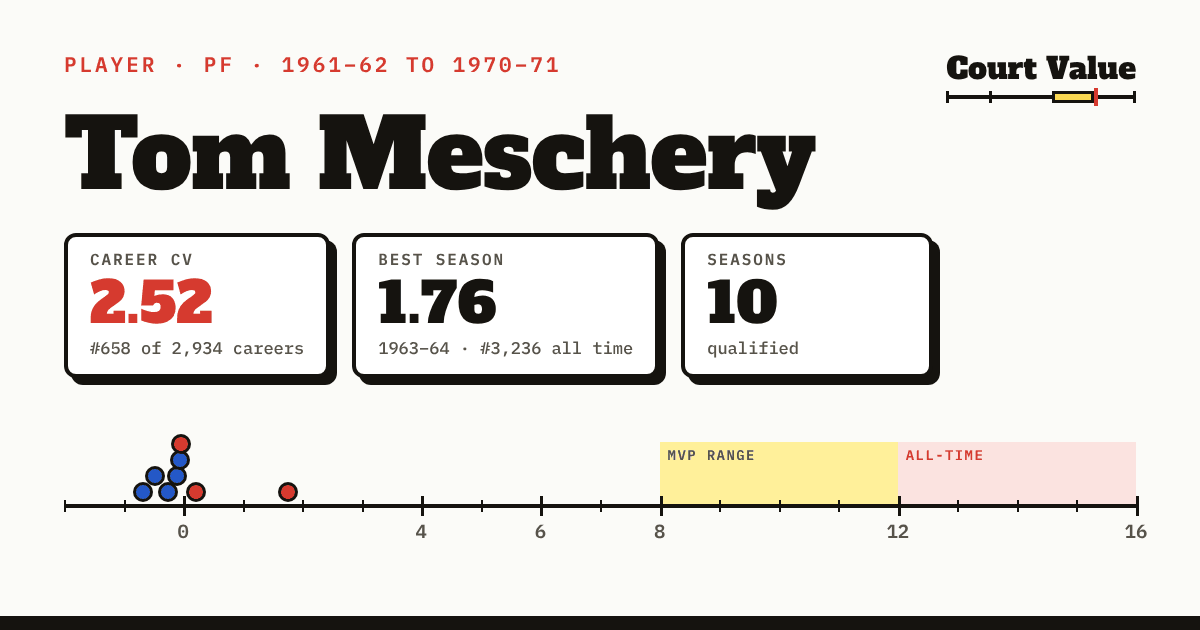 PLAYER · PF · 1961–62 TO 1970–71
Court Value
Tom Meschery
CAREER CV
2.52
#658 of 2,934 careers
BEST SEASON
1.76
1963–64 · #3,236 all time
SEASONS
10
qualified
MVP RANGE
ALL-TIME
0 4 6 8 12 16